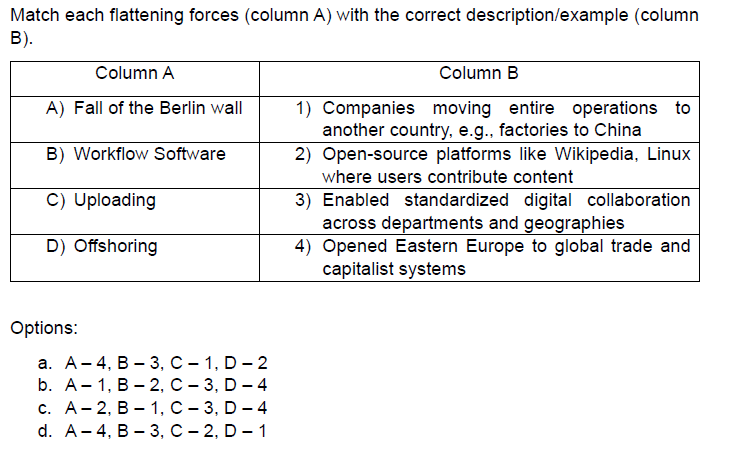 Match each flattening forces (column A) with the correct description/example (column
B).
Column A
Column B
A) Fall of the Berlin wall
1) Companies moving entire operations to
another country, e.g., factories to China
B) Workflow Software
2) Open-source platforms like Wikipedia, Linux
where users contribute content
C) Uploading
3) Enabled standardized digital collaboration
across departments and geographies
D) Offshoring
4) Opened Eastern Europe to global trade and
capitalist systems
Options:
a. A – 4, B – 3, C – 1, D – 2
b. A – 1, B – 2, C – 3, D – 4
c. A – 2, B – 1, C – 3, D – 4
d. A – 4, B – 3, C – 2, D – 1